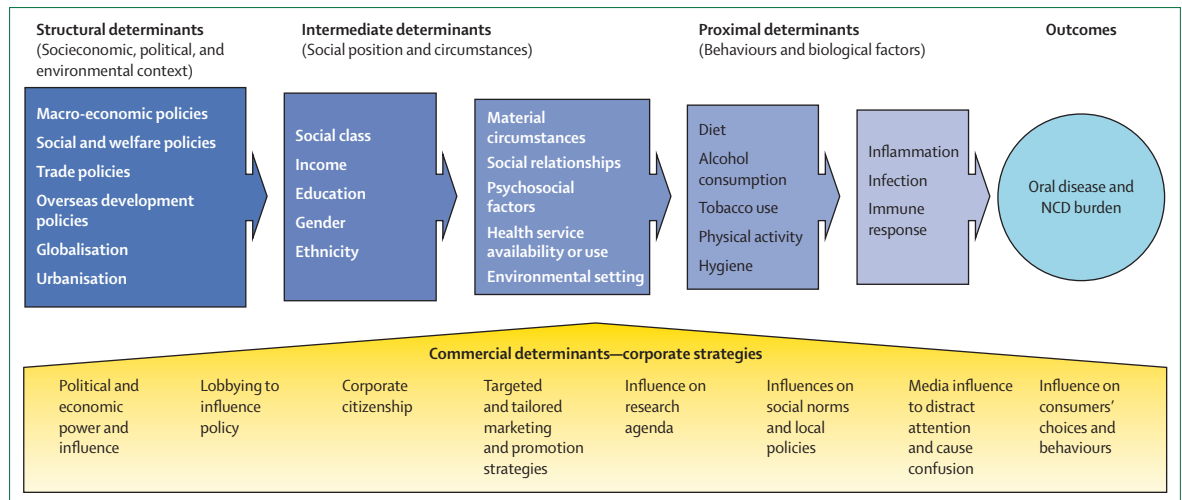 Structural determinants
(Socieconomic, political, and
environmental context)
Intermediate determinants
(Social position and circumstances)
Proximal determinants
(Behaviours and biological factors)
Outcomes
Macro-economic policies
Social and welfare policies
Trade policies
Overseas development
policies
Globalisation
Urbanisation
Social class
Income
Education
Gender
Ethnicity
Material
circumstances
Social relationships
Psychosocial
factors
Health service
availability or use
Environmental setting
Diet
Alcohol
consumption
Tobacco use
Physical activity
Hygiene
Inflammation
Infection
Immune
response
Oral disease and
NCD burden
Commercial determinants—corporate strategies
Political and
economic
power and
influence
Lobbying to
influence
policy
Corporate
citizenship
Targeted
and tailored
marketing
and promotion
strategies
Influence on
research
agenda
Influences on
social norms
and local
policies
Media influence
to distract
attention
and cause
confusion
Influence on
consumers’
choices and
behaviours